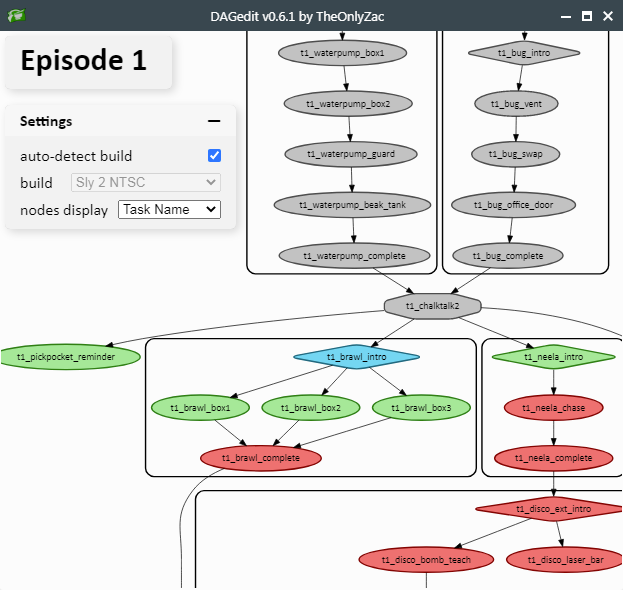 DAGedit v0.6.1 by TheOnlyZac
Episode 1
Settings
auto-detect build
build Sly 2 NTSC
nodes display Task Name
t1_waterpump_box1
t1_bug_intro
t1_waterpump_box2
t1_bug_vent
t1_waterpump_guard
t1_bug_swap
t1_waterpump_beak_tank
t1_bug_office_door
t1_waterpump_complete
t1_bug_complete
t1_chalktalk2
t1_pickpocket_reminder
t1_brawl_intro
t1_neela_intro
t1_brawl_box1
t1_brawl_box2
t1_brawl_box3
t1_neela_chase
t1_brawl_complete
t1_neela_complete
t1_disco_ext_intro
t1_disco_bomb_teach
t1_disco_laser_bar